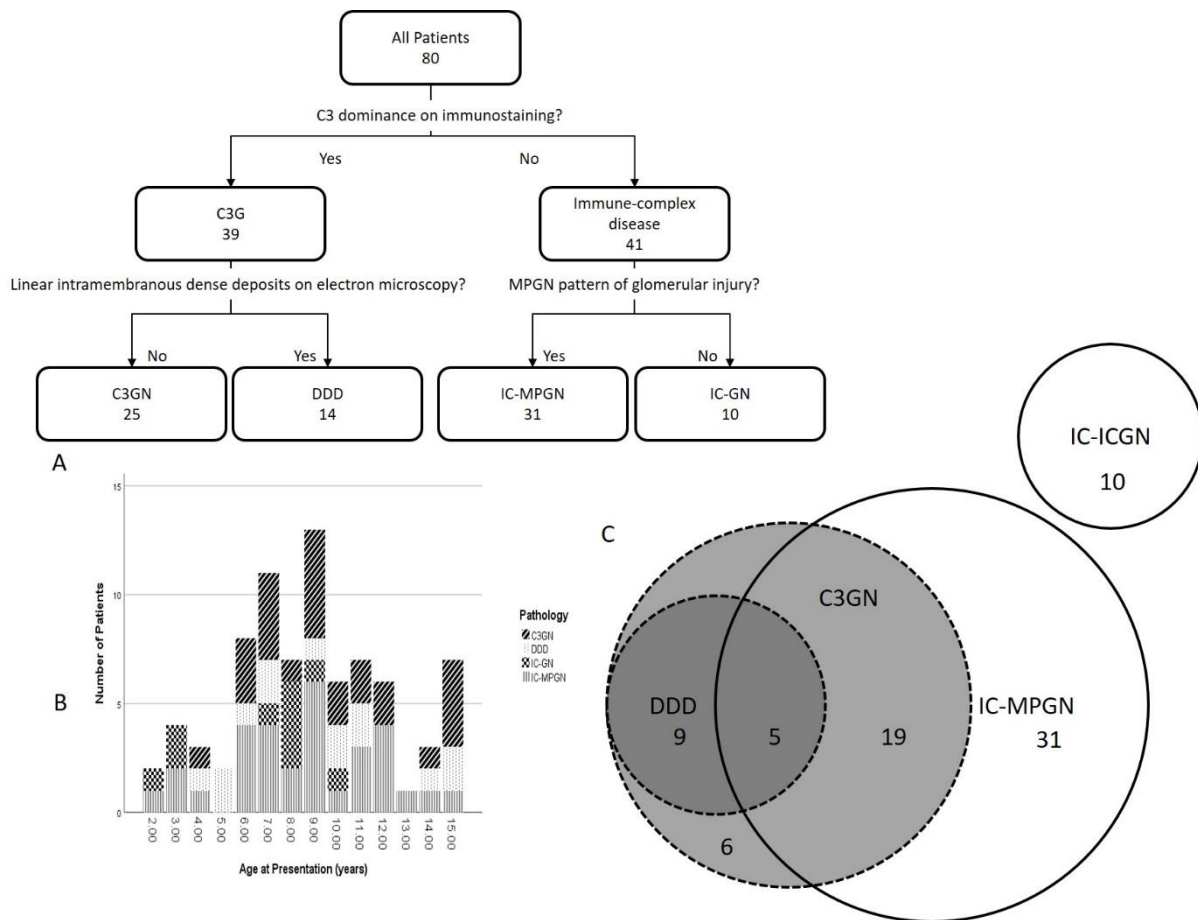 All Patients
80
C3 dominance on immunostaining?
Yes
No
C3G
39
Immune-complex
disease
41
Linear intramembranous dense deposits on electron microscopy?
MPGN pattern of glomerular injury?
No
Yes
Yes
No
C3GN
25
DDD
14
IC-MPGN
31
IC-GN
10
A
B
Number of Patients
15
10
5
0
2.00
3.00
4.00
5.00
6.00
7.00
8.00
9.00
10.00
11.00
12.00
13.00
14.00
15.00
Age at Presentation (years)
Pathology
C3GN
DDD
IC-GN
IC-MPGN
C
IC-ICGN
10
C3GN
DDD
9
5
19
IC-MPGN
31
6